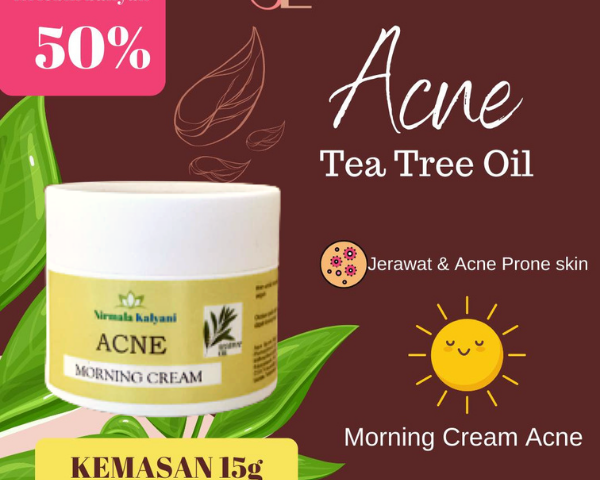 50%
Acne
Tea Tree Oil
Jerawat & Acne Prone skin
Nirmala Kalyani
ACNE
MORNING CREAM
Morning Cream Acne
KEMASAN 15g